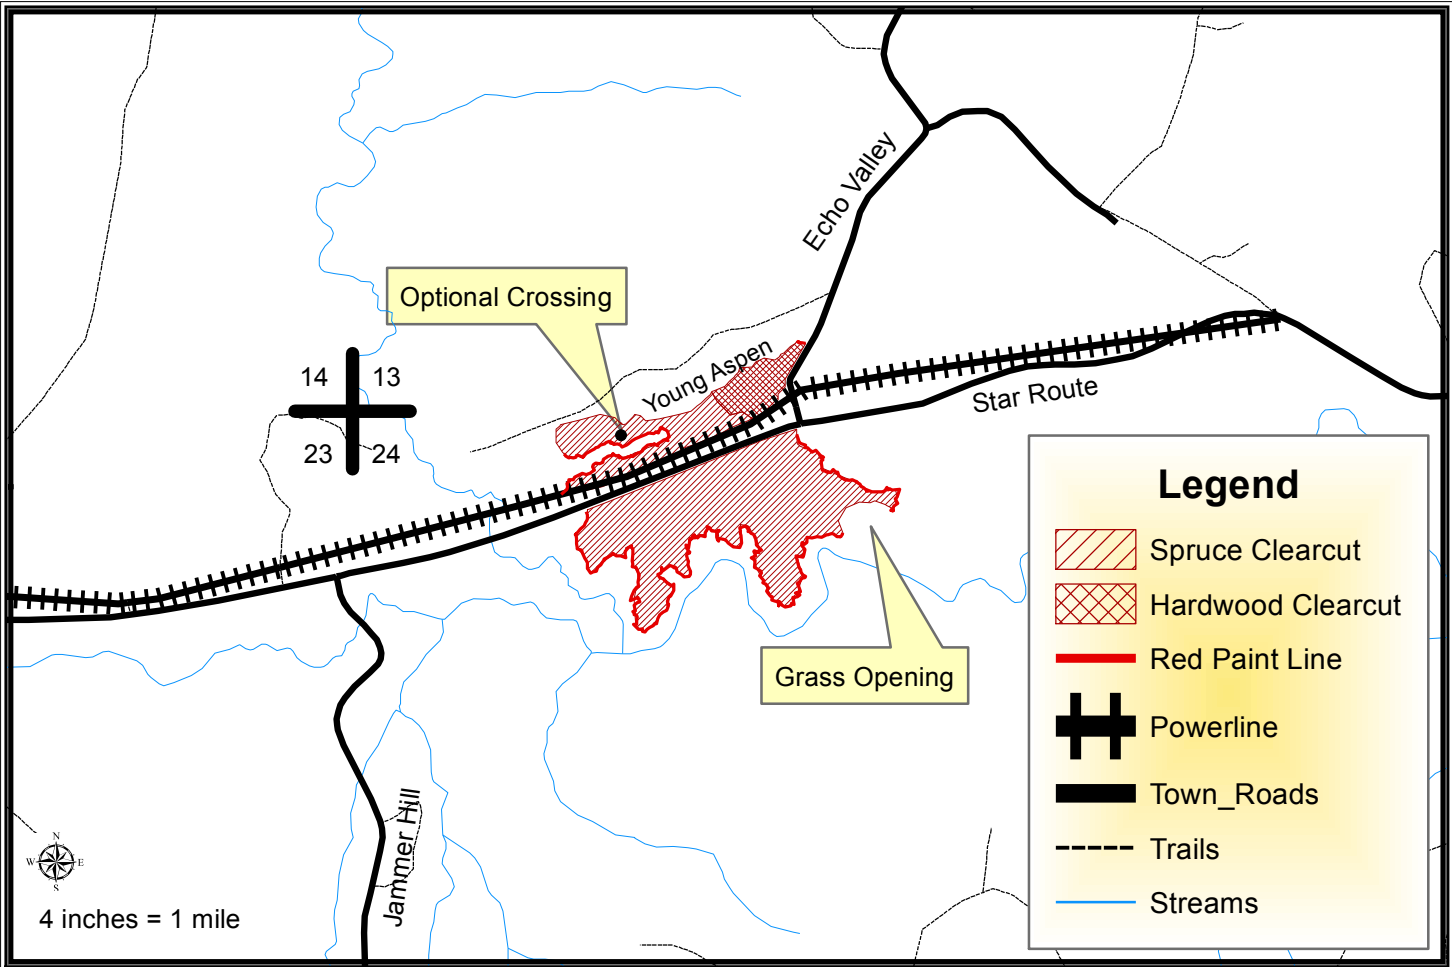 Echo Valley
Optional Crossing
Young Aspen
14 13
23 24
Star Route
Grass Opening
Jammer Hill
Legend
Spruce Clearcut
Hardwood Clearcut
Red Paint Line
Powerline
Town_Roads
Trails
Streams
N
W E
S
4 inches = 1 mile